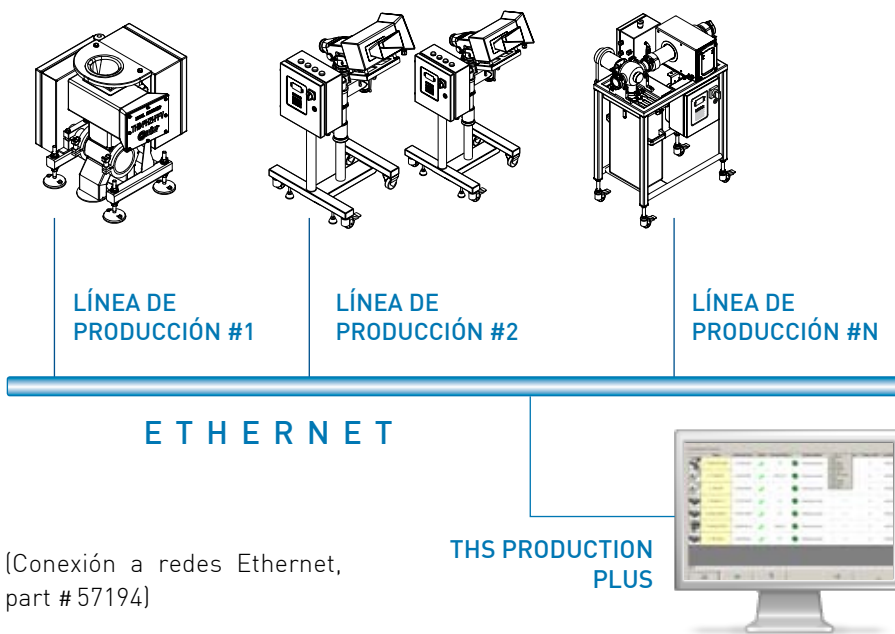 LÍNEA DE
PRODUCCIÓN #1
LÍNEA DE
PRODUCCIÓN #2
LÍNEA DE
PRODUCCIÓN #N
ETHERNET
(Conexión a redes Ethernet,
part # 57194)
THS PRODUCTION
PLUS